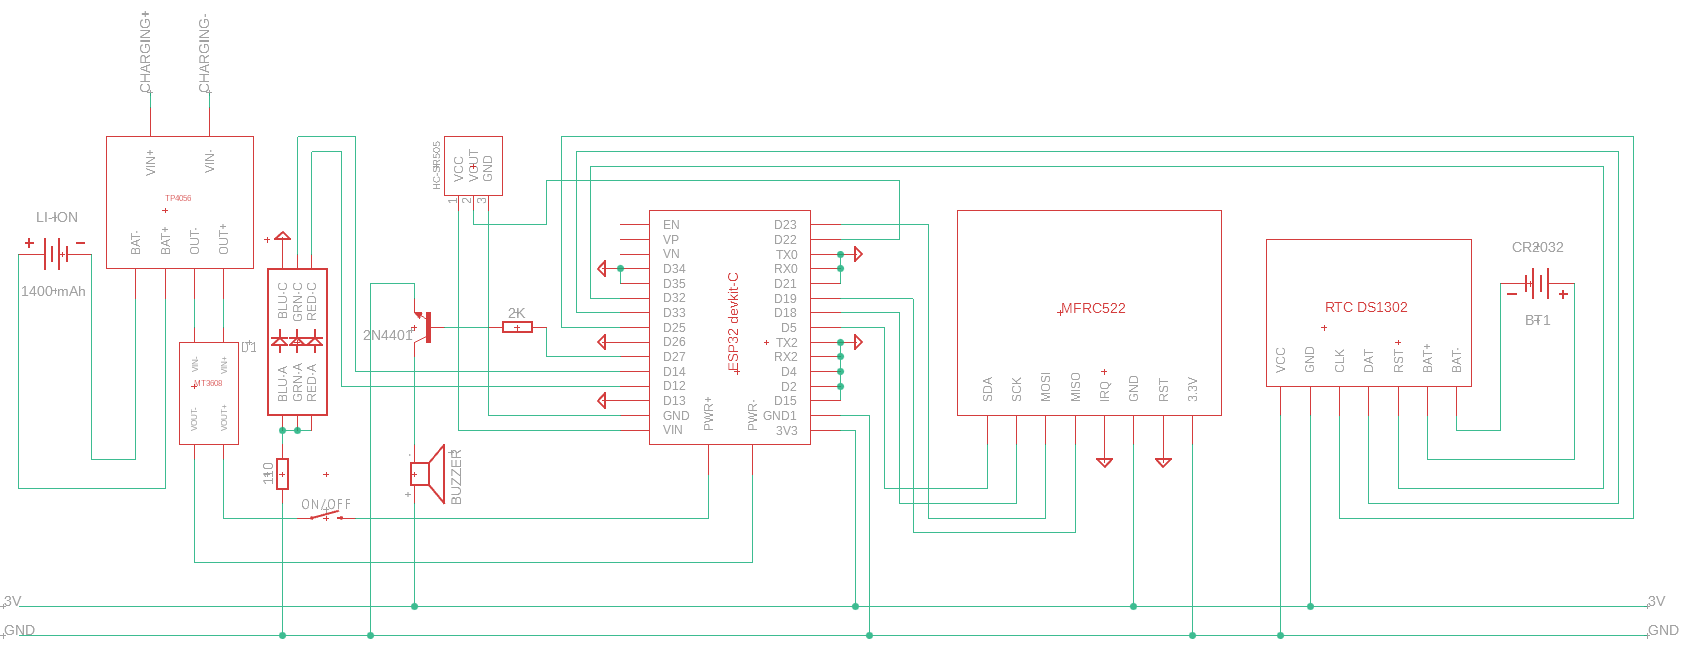 CHARGING+
CHARGING-
VIN+
VIN-
TP4056
BAT-
BAT+
OUT-
OUT+
LI-ION
+
-
1400mAh
VIN-
VIN+
MT3608
VOUT-
VOUT+
D1
BLU-C
GRN-C
RED-C
BLU-A
GRN-A
RED-A
110
ON/OFF
HC-SR505
VCC
VOUT
GND
1
2
3
2N4401
2K
-
+
BUZZER
EN
VP
VN
D34
D35
D32
D33
D25
D26
D27
D14
D12
D13
GND
VIN
ESP32 devkit-C
PWR+
PWR-
D23
D22
TX0
RX0
D21
D19
D18
D5
TX2
RX2
D4
D2
D15
GND1
3V3
MFRC522
SDA
SCK
MOSI
MISO
IRQ
GND
RST
3.3V
RTC DS1302
VCC
GND
CLK
DAT
RST
BAT+
BAT-
CR2032
-
+
BT1
3V
3V
GND
GND